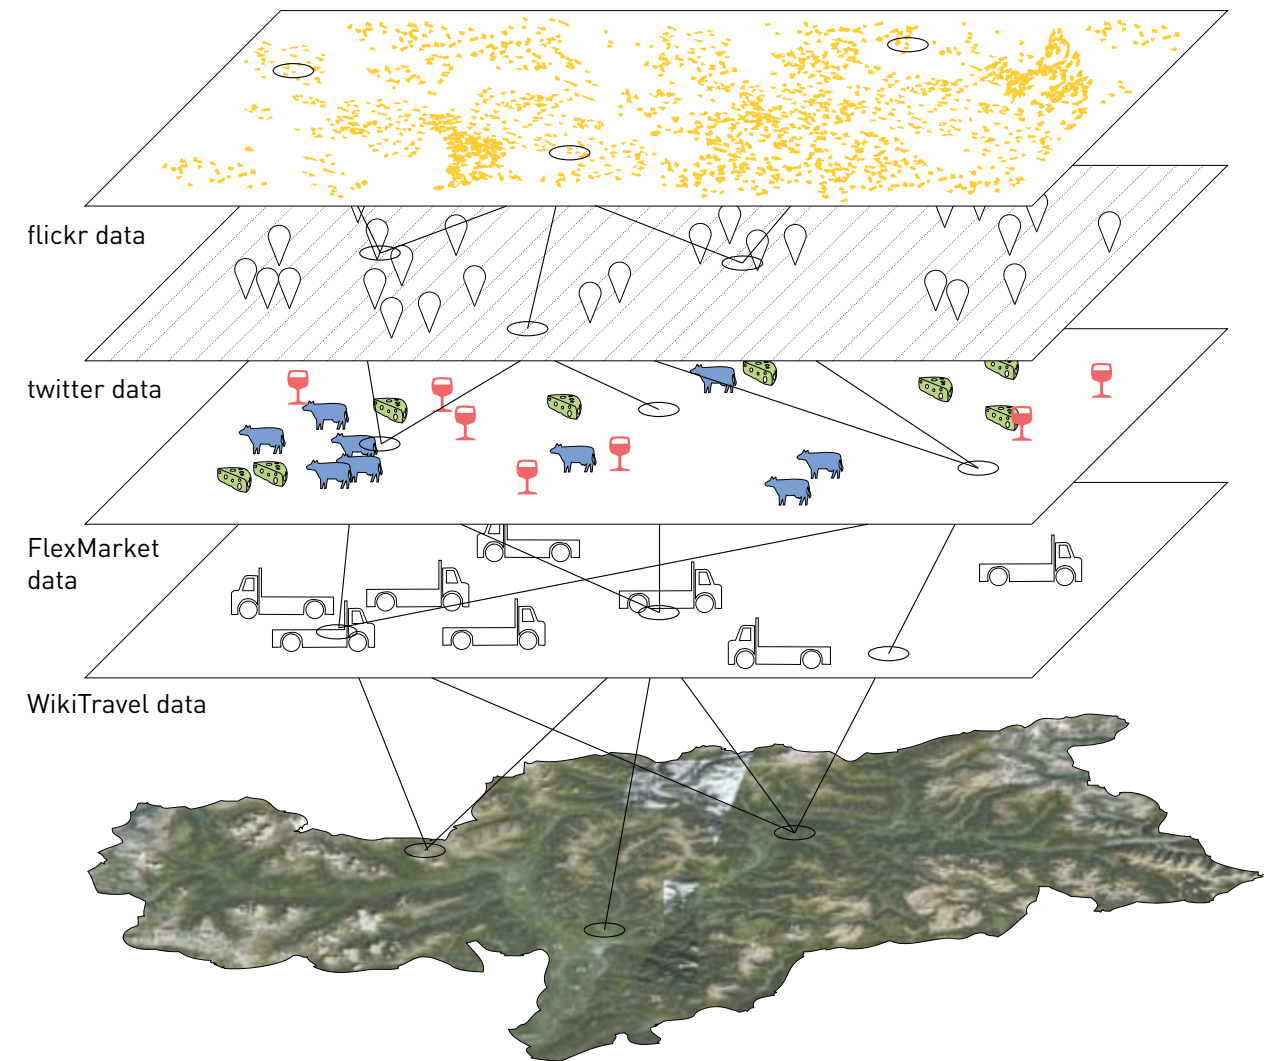 flickr data
twitter data
FlexMarket
data
WikiTravel data